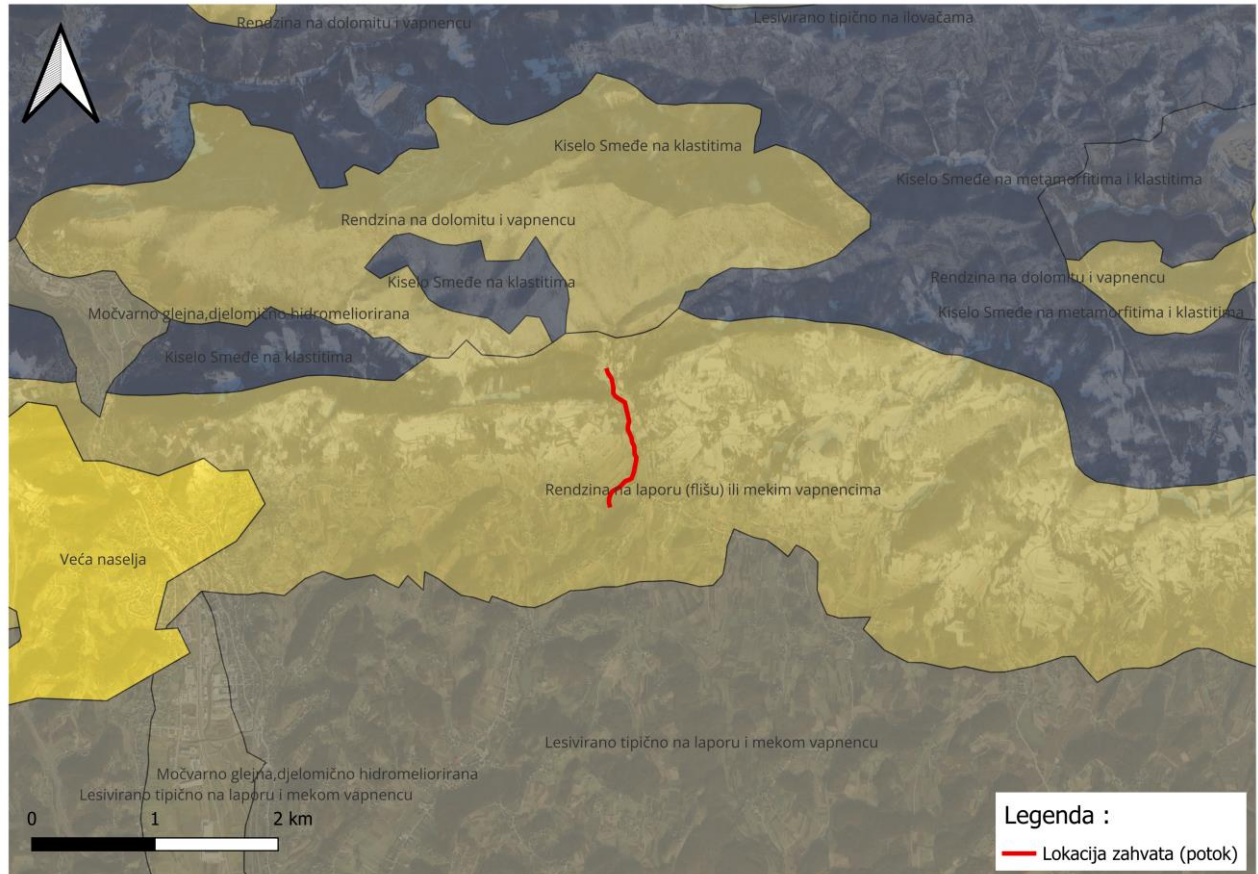 Rendzina na dolomitu i vapnencu
Lesivirano tipično na ilovačama
Kiselo Smeđe na klastitima
Kiselo Smeđe na metamorfitima i klastitima
Rendzina na dolomitu i vapnencu
Kiselo Smeđe na klastitima
Rendzina na dolomitu i vapnencu
Močvarno glejna,djelomično hidromeliorirana
Kiselo Smeđe na metamorfitima i klastitima
Kiselo Smeđe na klastitima
Rendzina na laporu (flišu) ili mekim vapnencima
Veća naselja
Lesivirano tipično na laporu i mekom vapnencu
Močvarno glejna,djelomično hidromeliorirana
Lesivirano tipično na laporu i mekom vapnencu
0 1 2 km
Legenda :
Lokacija zahvata (potok)